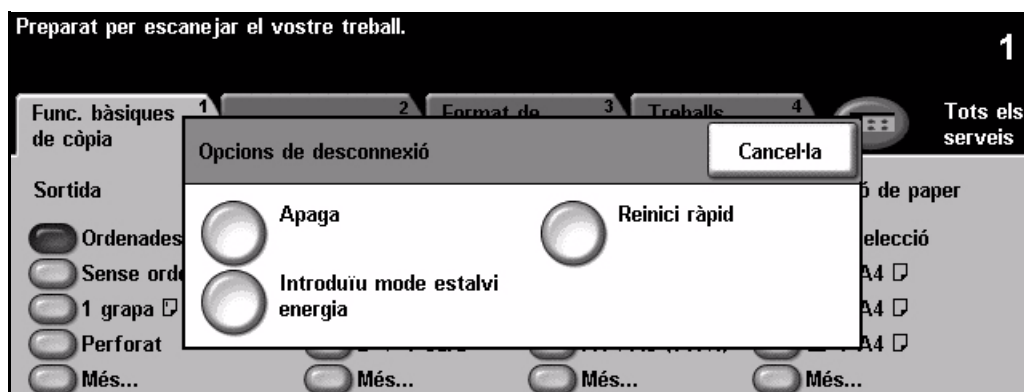 Preparat per escanejar el vostre treball.
1
Func. bàsiques 1
de còpia
2
Format de 3
Treballs 4
Tots els
serveis
Opcions de desconnexió
Cancel·la
Apaga
Reinici ràpid
Introduïu mode estalvi
energia
Sortida
de paper
Ordenades
Sense
A4
1 grapa
A4
Perforat
A4
Més...
Més...
Més...
Més...